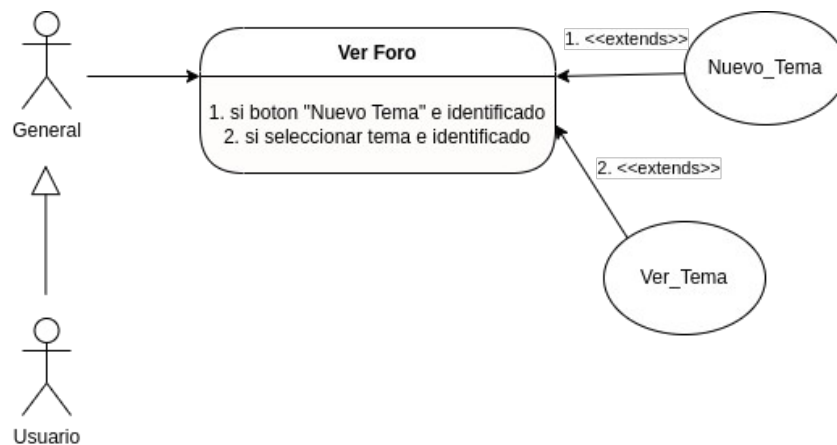 Ver Foro
1. <<extends>>
Nuevo_Tema
1. si boton "Nuevo Tema" e identificado
2. si seleccionar tema e identificado
General
2. <<extends>>
Ver_Tema
Usuario